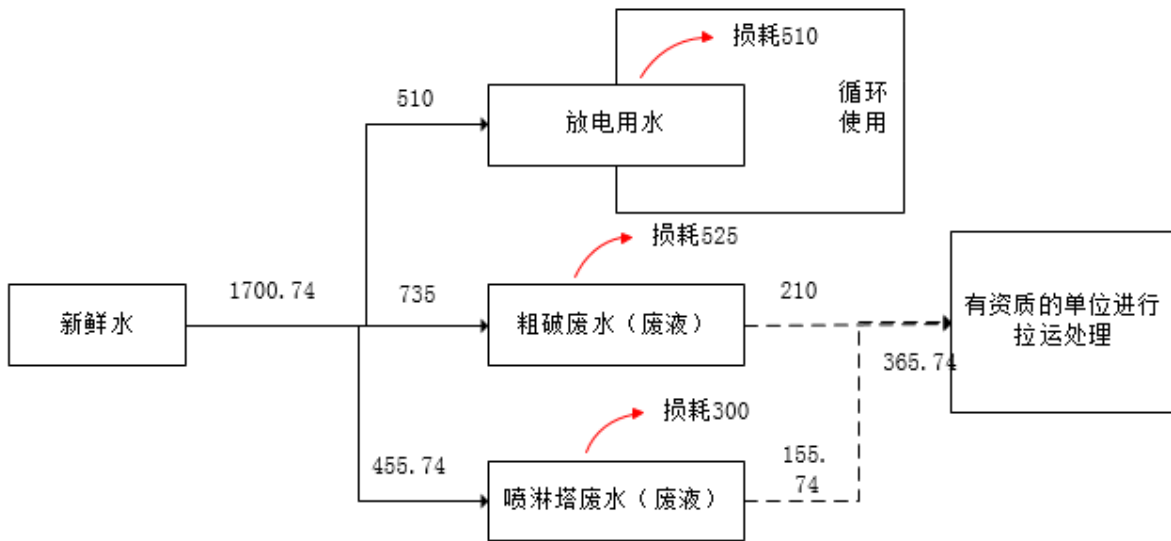 损耗510
循环
使用
510
放电用水
损耗525
新鲜水
1700.74
735
粗破废水（废液）
210
有资质的单位进行
拉运处理
365.74
损耗300
455.74
喷淋塔废水（废液）
155.
74